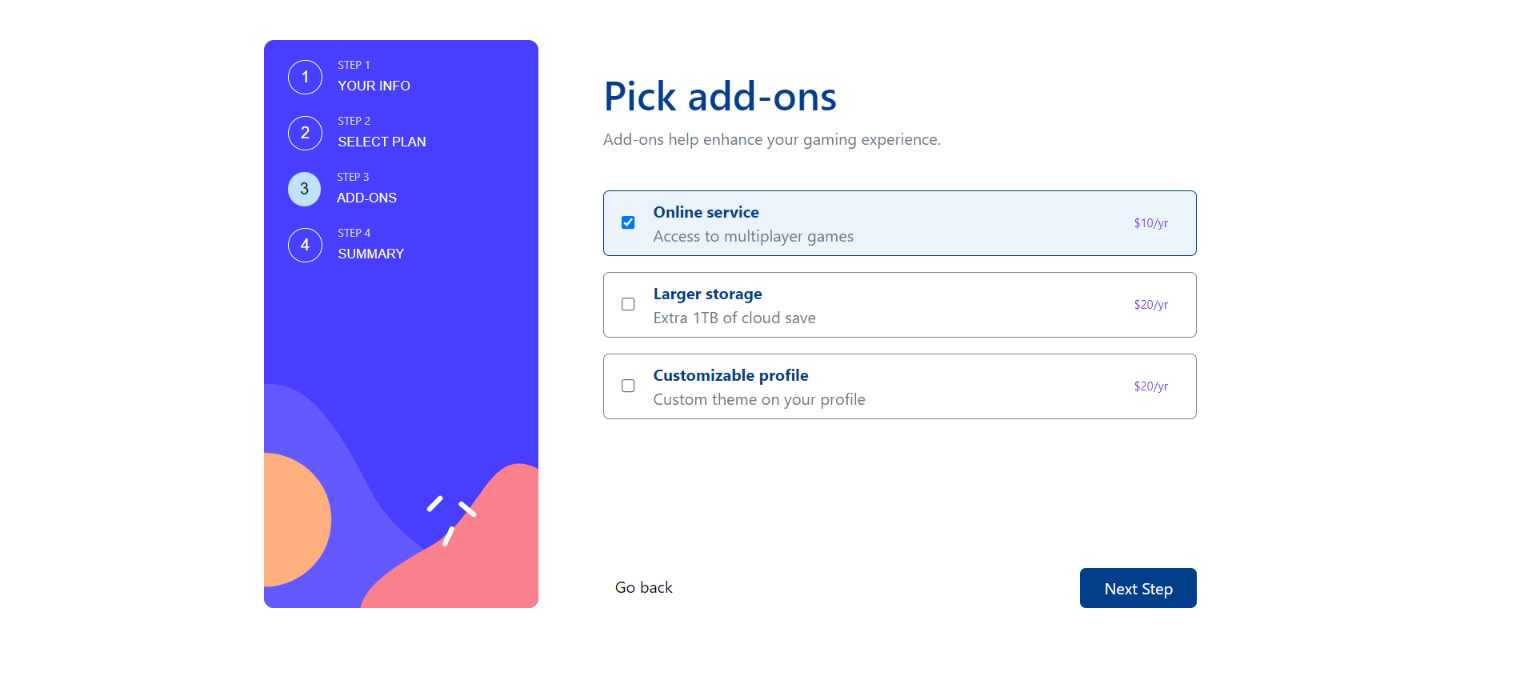 1
STEP 1
YOUR INFO
2
STEP 2
SELECT PLAN
3
STEP 3
ADD-ONS
4
STEP 4
SUMMARY
Pick add-ons
Add-ons help enhance your gaming experience.
Online service
Access to multiplayer games
$10/yr
Larger storage
Extra 1TB of cloud save
$20/yr
Customizable profile
Custom theme on your profile
$20/yr
Go back
Next Step